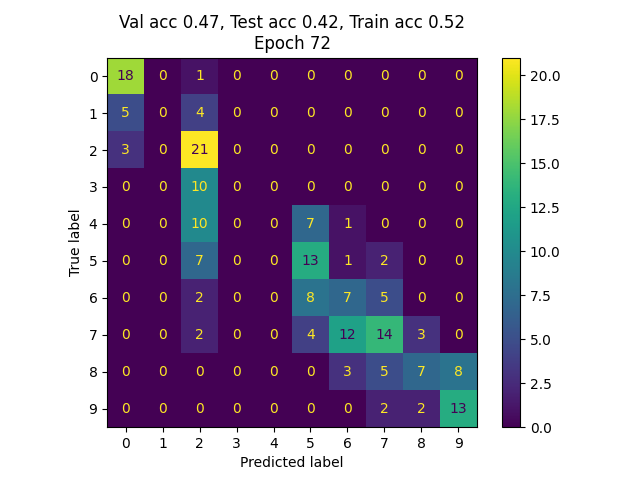 Val acc 0.47, Test acc 0.42, Train acc 0.52
Epoch 72
0 18 0 1 0 0 0 0 0 0 0
1 5 0 4 0 0 0 0 0 0 0
2 3 0 21 0 0 0 0 0 0 0
3 0 0 10 0 0 0 0 0 0 0
4 0 0 10 0 0 7 1 0 0 0
5 0 0 7 0 0 13 1 2 0 0
6 0 0 2 0 0 8 7 5 0 0
7 0 0 2 0 0 4 12 14 3 0
8 0 0 0 0 0 0 3 5 7 8
9 0 0 0 0 0 0 0 2 2 13
0 1 2 3 4 5 6 7 8 9
Predicted label
True label
20.0
17.5
15.0
12.5
10.0
7.5
5.0
2.5
0.0